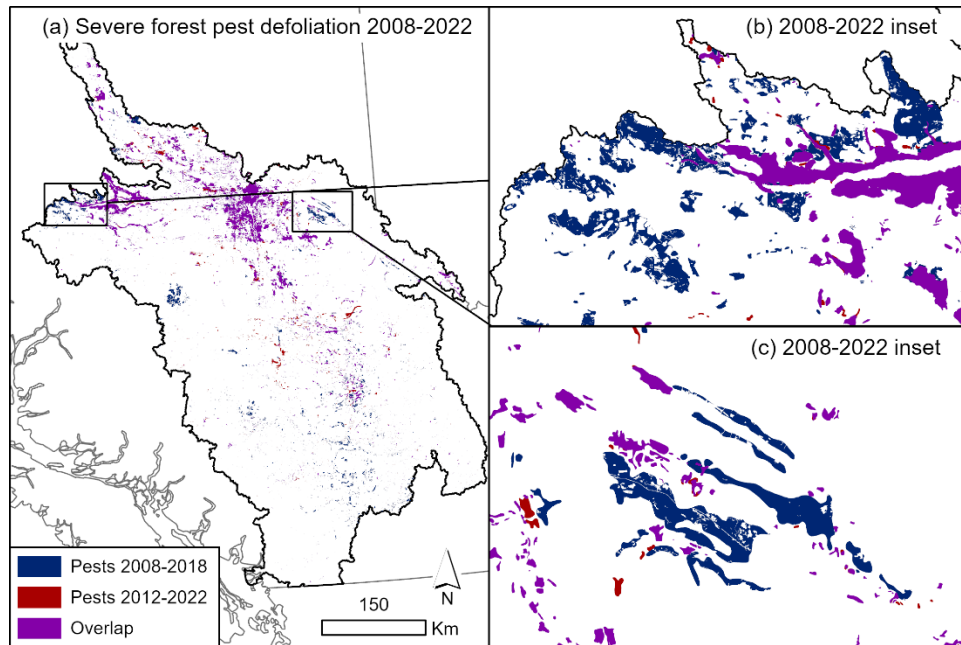 (a) Severe forest pest defoliation 2008-2022
(b) 2008-2022 inset
(c) 2008-2022 inset
Pests 2008-2018
Pests 2012-2022
Overlap
N
150
Km